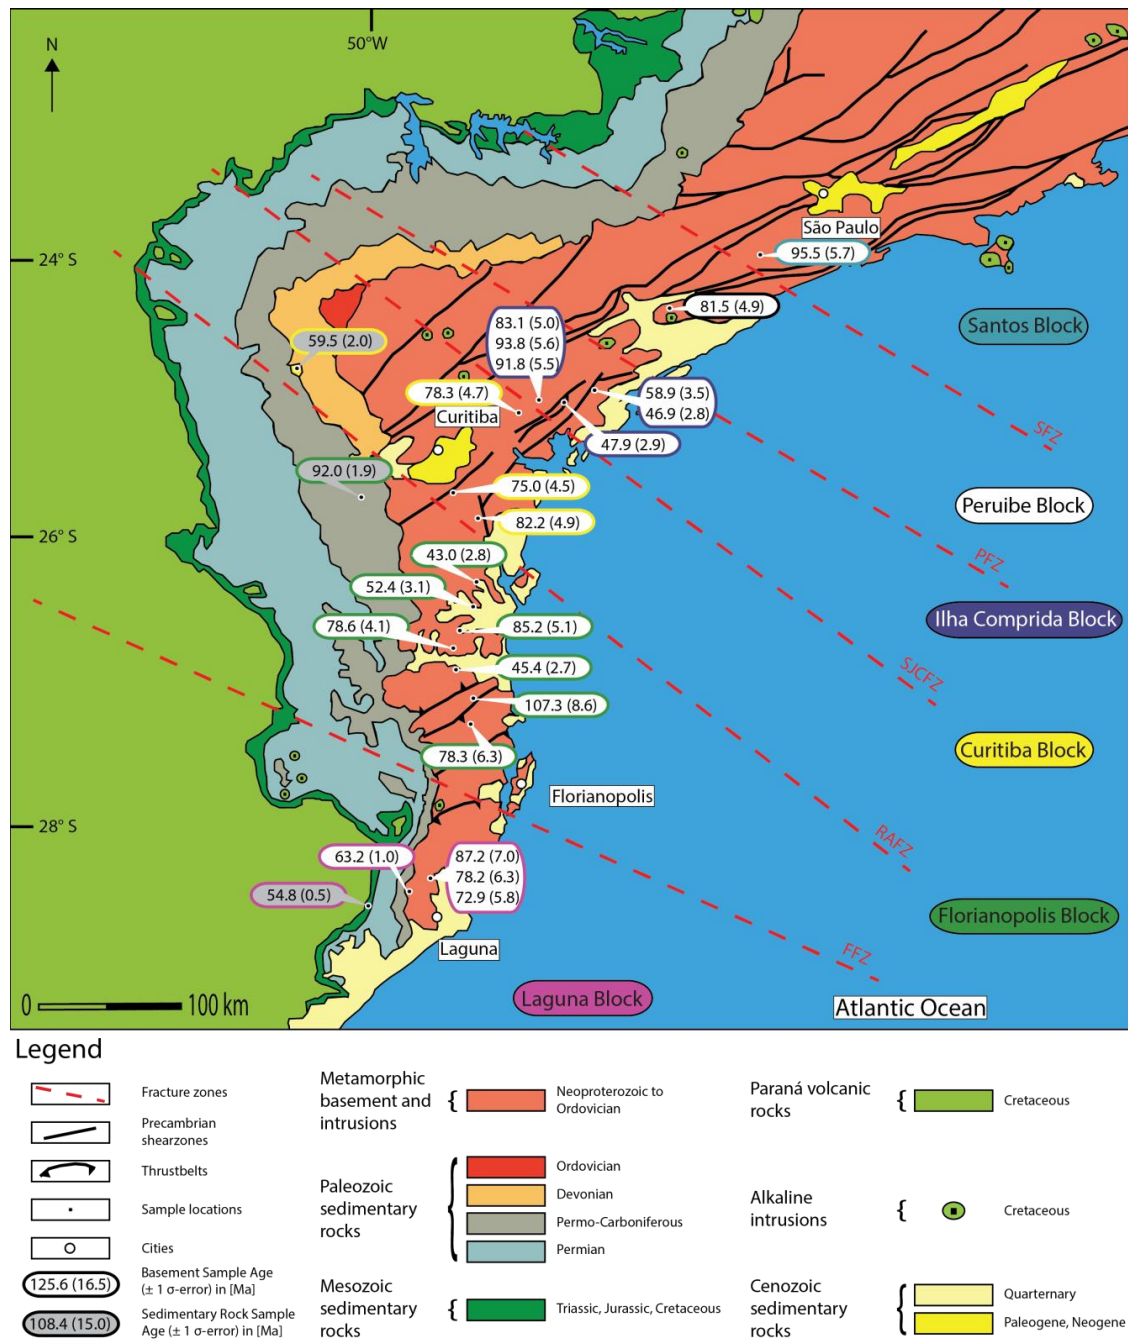 50°W
N
24° S
26° S
28° S
São Paulo
95.5 (5.7)
81.5 (4.9)
Santos Block
83.1 (5.0)
93.8 (5.6)
91.8 (5.5)
59.5 (2.0)
78.3 (4.7)
Curitiba
58.9 (3.5)
46.9 (2.8)
47.9 (2.9)
SFZ
92.0 (1.9)
75.0 (4.5)
82.2 (4.9)
Peruibe Block
PFZ
43.0 (2.8)
52.4 (3.1)
78.6 (4.1)
85.2 (5.1)
Ilha Comprida Block
45.4 (2.7)
SJCFZ
107.3 (8.6)
78.3 (6.3)
Curitiba Block
Florianopolis
RAFZ
63.2 (1.0)
87.2 (7.0)
78.2 (6.3)
72.9 (5.8)
54.8 (0.5)
Florianopolis Block
Laguna
FFZ
0
100 km
Laguna Block
Atlantic Ocean
Legend
Fracture zones
Precambrian
shearzones
Thrustbelts
Sample locations
Cities
125.6 (16.5)
Basement Sample Age
(± 1 σ-error) in [Ma]
108.4 (15.0)
Sedimentary Rock Sample
Age (± 1 σ-error) in [Ma]
Metamorphic
basement and
intrusions
{
Neoproterozoic to
Ordovician
Paleozoic
sedimentary
rocks
{
Ordovician
Devonian
Permo-Carboniferous
Permian
Mesozoic
sedimentary
rocks
{
Triassic, Jurassic, Cretaceous
Paraná volcanic
rocks
{
Cretaceous
Alkaline
intrusions
{
Cretaceous
Cenozoic
sedimentary
rocks
{
Quarternary
Paleogene, Neogene